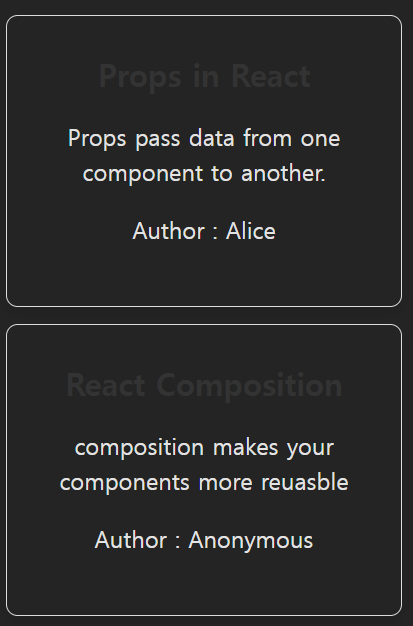 Props in React
Props pass data from one
component to another.
Author : Alice
React Composition
composition makes your
components more reuasble
Author : Anonymous